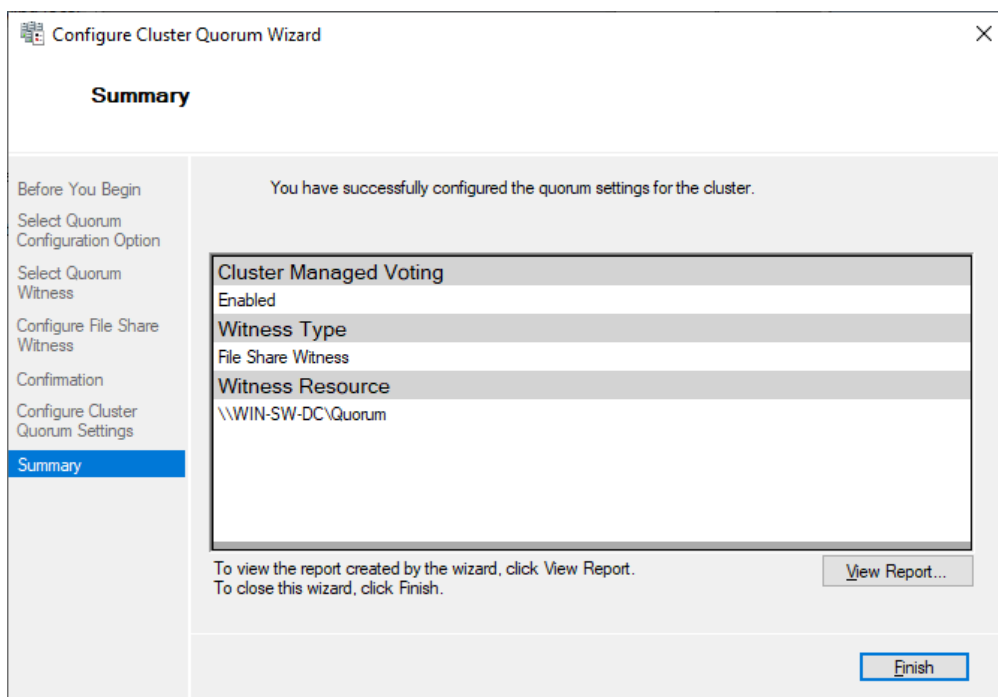 Configure Cluster Quorum Wizard
Summary
Before You Begin
Select Quorum
Configuration Option
Select Quorum
Witness
Configure File Share
Witness
Confirmation
Configure Cluster
Quorum Settings
Summary
You have successfully configured the quorum settings for the cluster.
Cluster Managed Voting
Enabled
Witness Type
File Share Witness
Witness Resource
\\WIN-SW-DC\Quorum
To view the report created by the wizard, click View Report.
To close this wizard, click Finish.
View Report...
Finish